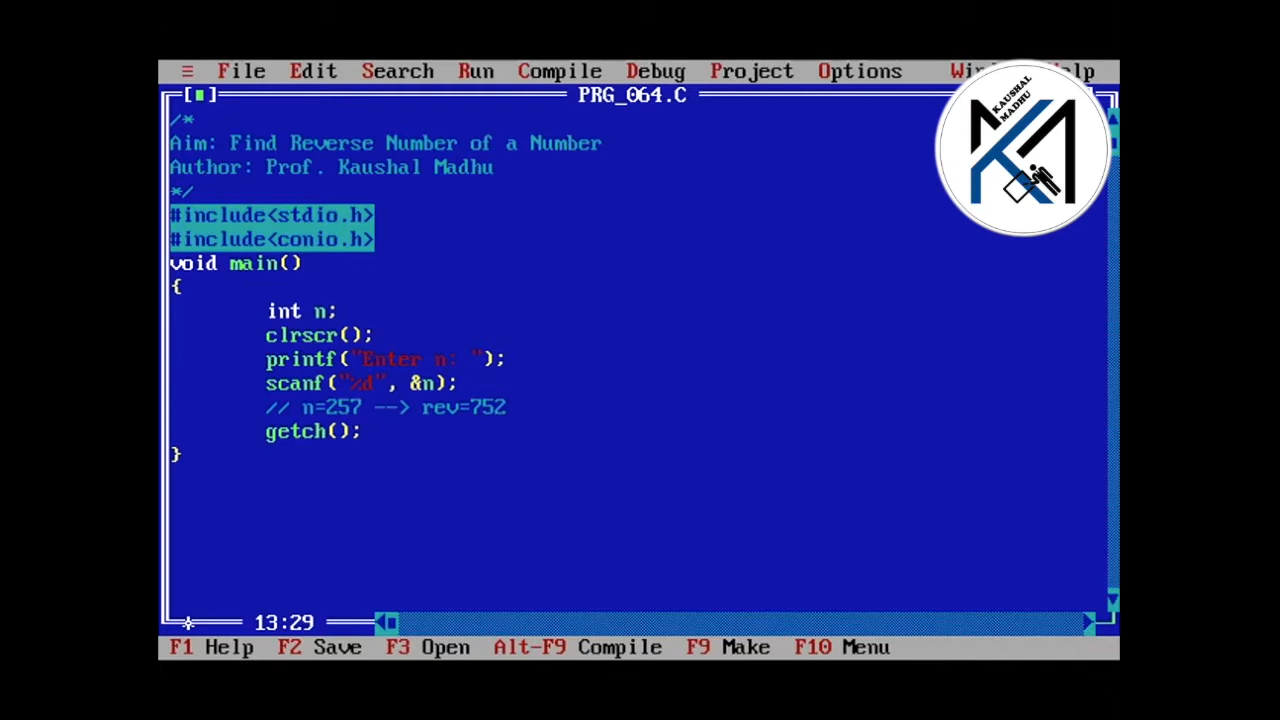 ≡ File Edit Search Run Compile Debug Project Options
KAUSHAL
MADHU
[■] PRG_064.C
/*
Aim: Find Reverse Number of a Number
Author: Prof. Kaushal Madhu
*/
#include<stdio.h>
#include<conio.h>
void main()
{
int n;
clrscr();
printf("Enter n: ");
scanf("%d", &n);
// n=257 --> rev=752
getch();
}
13:29
F1 Help F2 Save F3 Open Alt-F9 Compile F9 Make F10 Menu